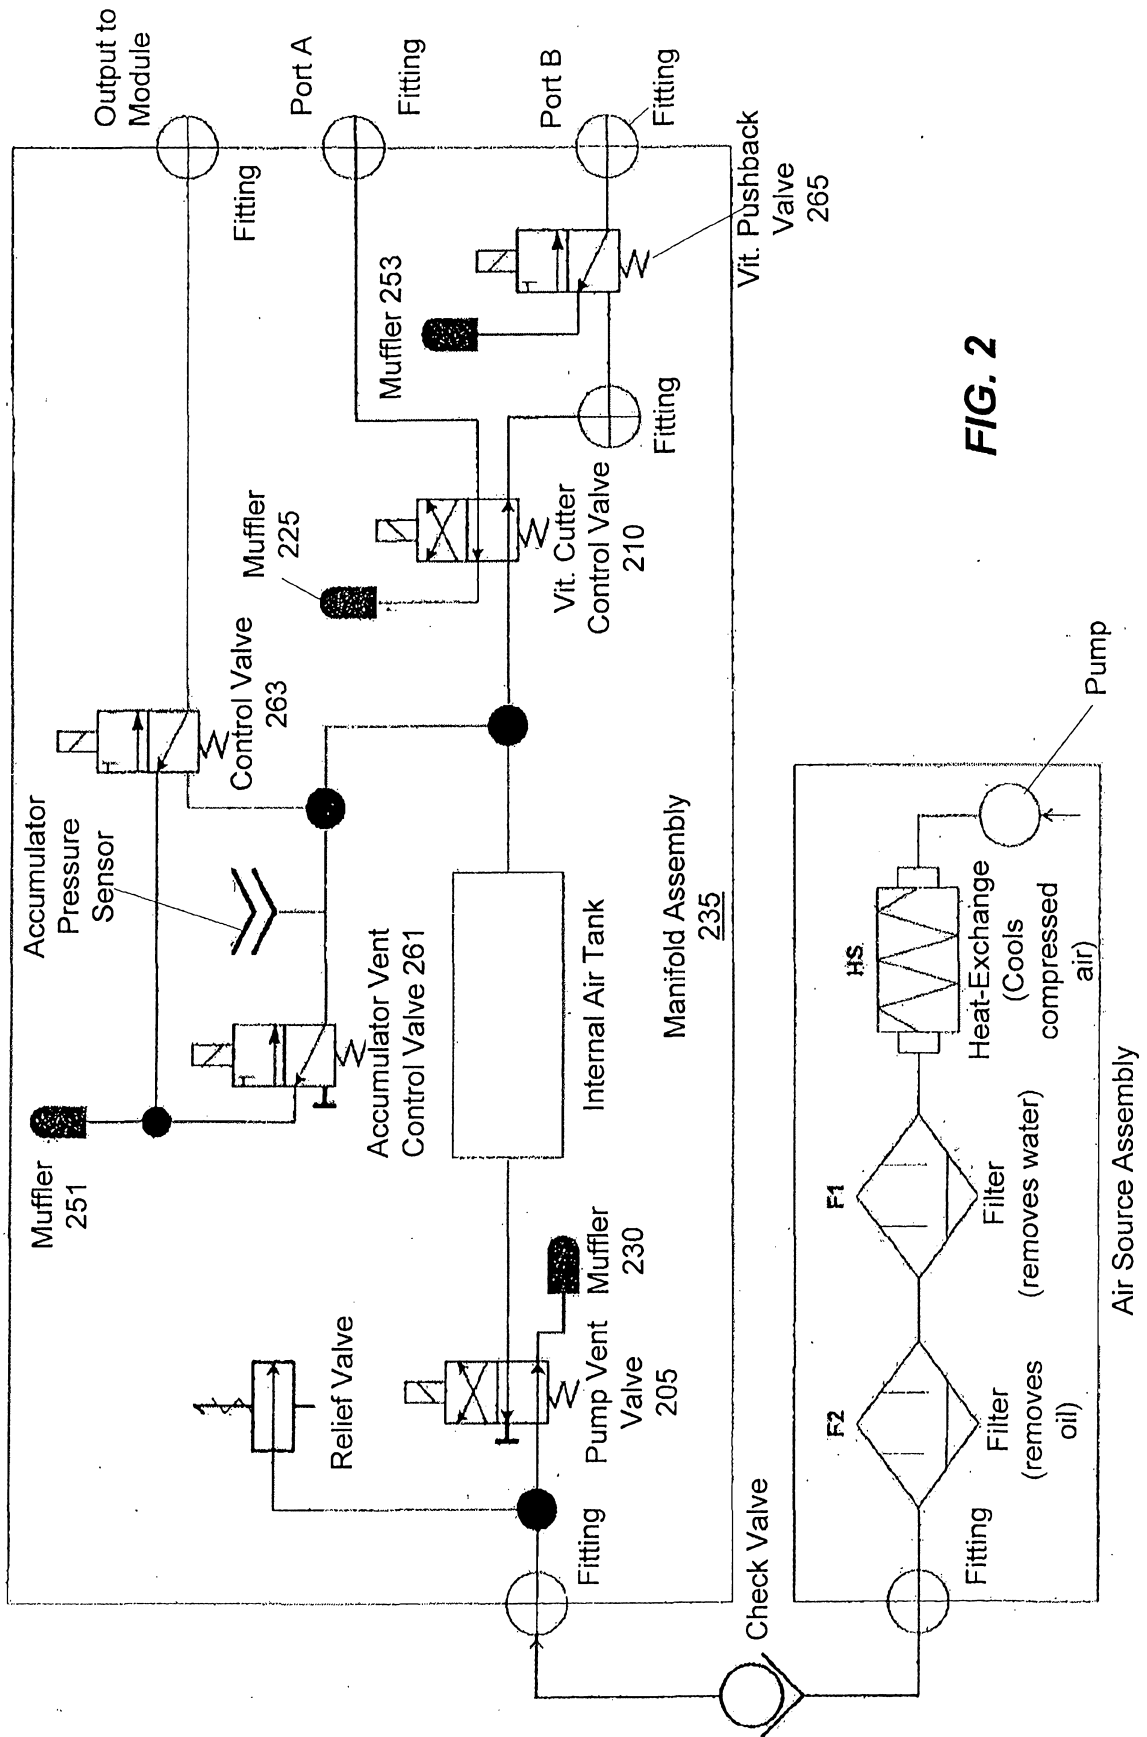 Output to
Module
Fitting
Port A
Fitting
Port B
Fitting
Vit. Pushback
Valve
265
Muffler 253
Fitting
Muffler
225
Vit. Cutter
Control Valve
210
Control Valve
263
Accumulator
Pressure
Sensor
Accumulator Vent
Control Valve 261
Muffler
251
Internal Air Tank
Manifold Assembly
235
Relief Valve
Muffler
230
Pump Vent
Valve
205
Fitting
Check Valve
Fitting
F2
Filter
(removes
oil)
F1
Filter
(removes water)
HS
Heat-Exchange
(Cools
compressed
air)
Pump
Air Source Assembly
FIG. 2